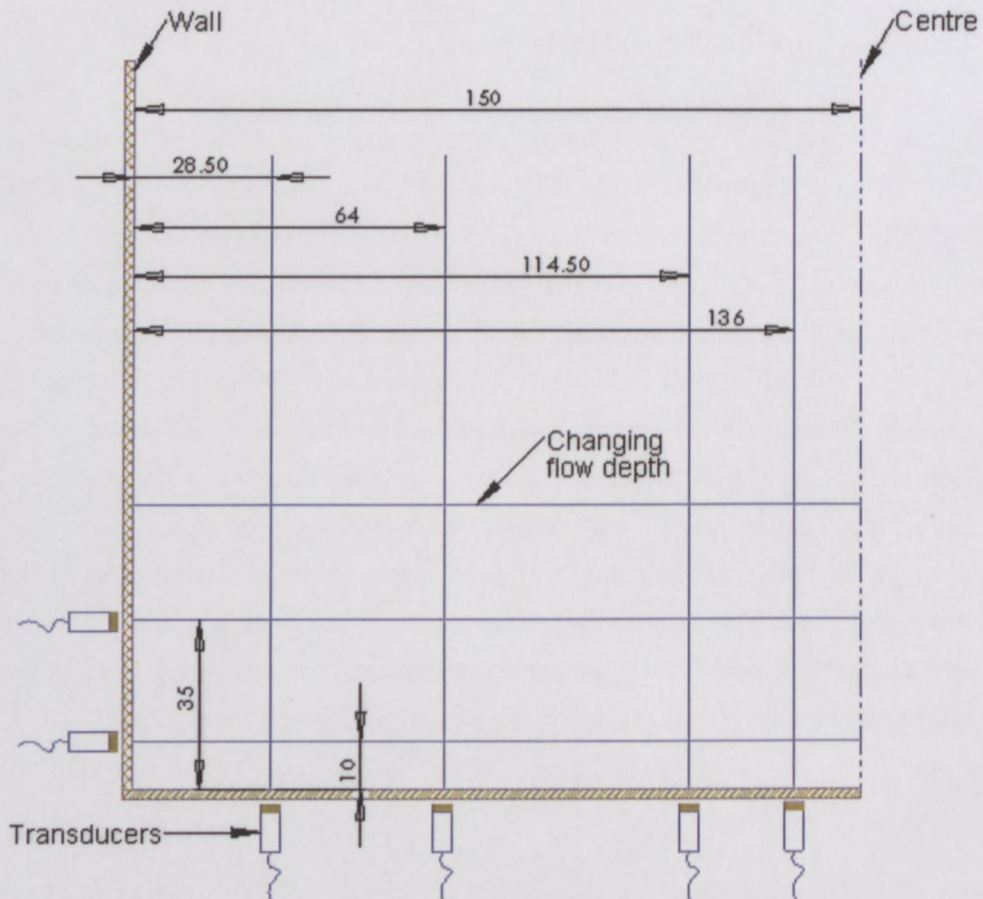 Wall
Centre
150
28.50
64
114.50
136
Changing
flow depth
35
10
Transducers